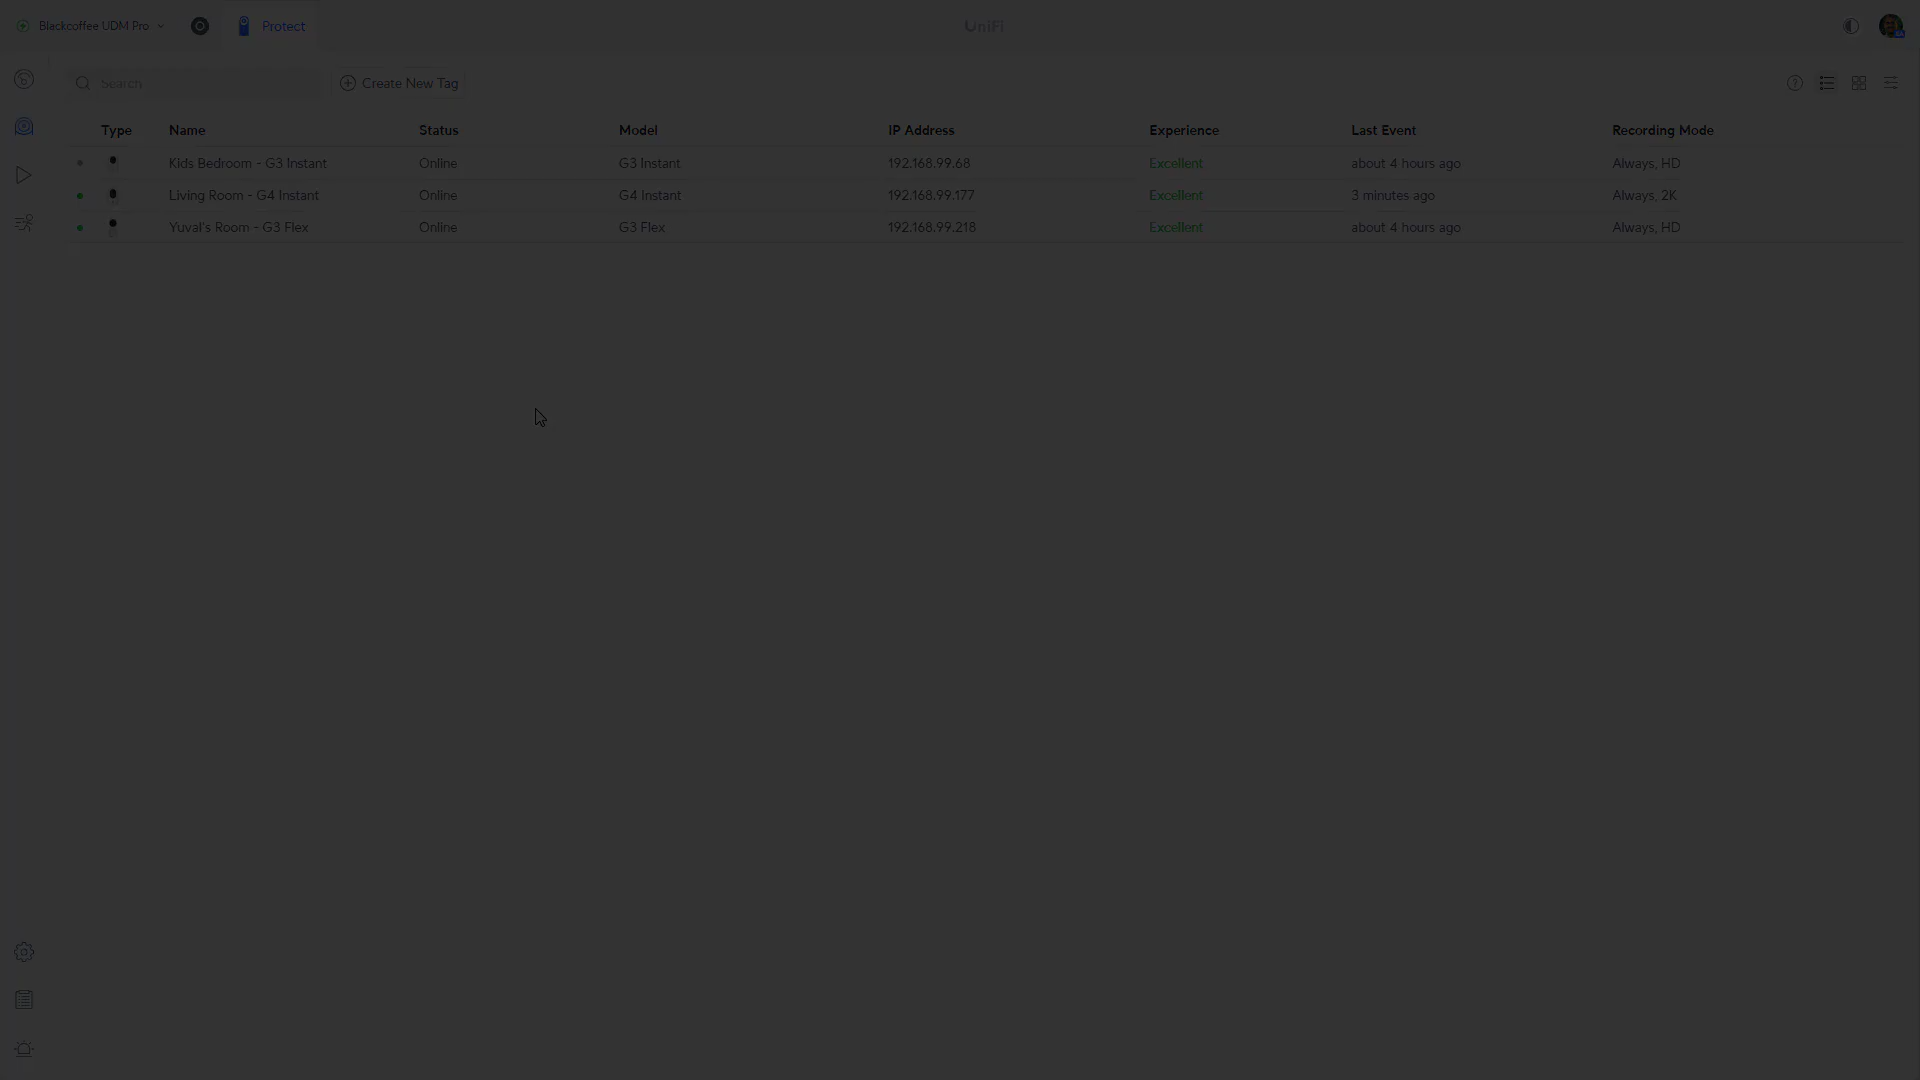 Blackcoffee UDM Pro Protect UniFi
Search Create New Tag
Type Name Status Model IP Address Experience Last Event Recording Mode
Kids Bedroom - G3 Instant Online G3 Instant 192.168.99.68 Excellent about 4 hours ago Always, HD
Living Room - G4 Instant Online G4 Instant 192.168.99.177 Excellent 3 minutes ago Always, 2K
Yuval's Room - G3 Flex Online G3 Flex 192.168.99.218 Excellent about 4 hours ago Always, HD